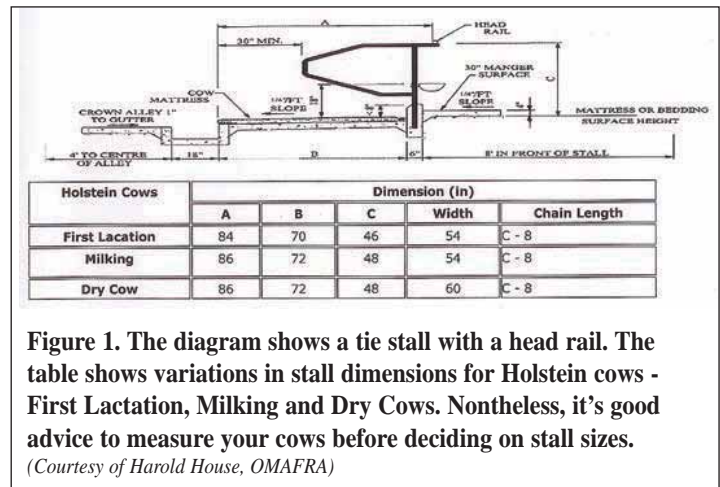 A
HEAD
RAIL
30" MIN.
30" MANGER
SURFACE
C
COW
MATTRESS
1/4"/FT
SLOPE
1/4"/FT
SLOPE
CROWN ALLEY 1"
TO GUTTER
MATTRESS OR BEDDING
SURFACE HEIGHT
4' TO CENTRE
OF ALLEY
18"
D
6"
8' IN FRONT OF STALL
Holstein Cows Dimension (in)
A B C Width Chain Length
First Lacation 84 70 46 54 C - 8
Milking 86 72 48 54 C - 8
Dry Cow 86 72 48 60 C - 8
Figure 1. The diagram shows a tie stall with a head rail. The
table shows variations in stall dimensions for Holstein cows -
First Lactation, Milking and Dry Cows. Nontheless, it's good
advice to measure your cows before deciding on stall sizes.
(Courtesy of Harold House, OMAFRA)